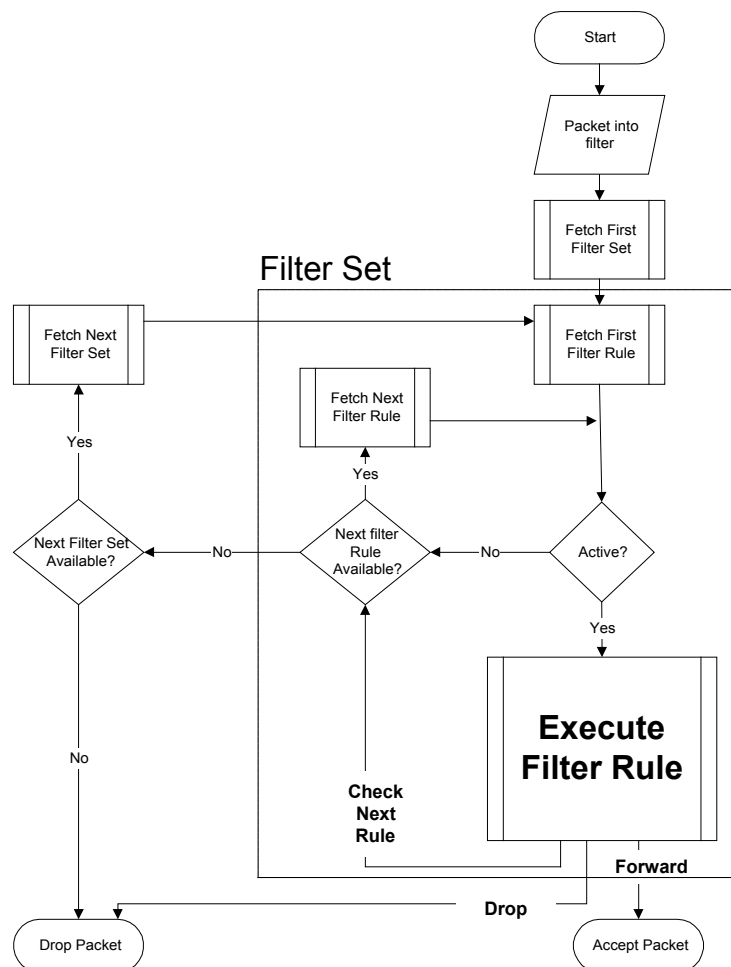 Start
Packet into
filter
Fetch First
Filter Set
Filter Set
Fetch Next
Filter Set
Fetch First
Filter Rule
Fetch Next
Filter Rule
Yes
Yes
Next Filter Set
Available?
No
Next filter
Rule
Available?
No
Active?
Yes
Execute
Filter Rule
No
Check
Next
Rule
Forward
Drop
Drop Packet
Accept Packet